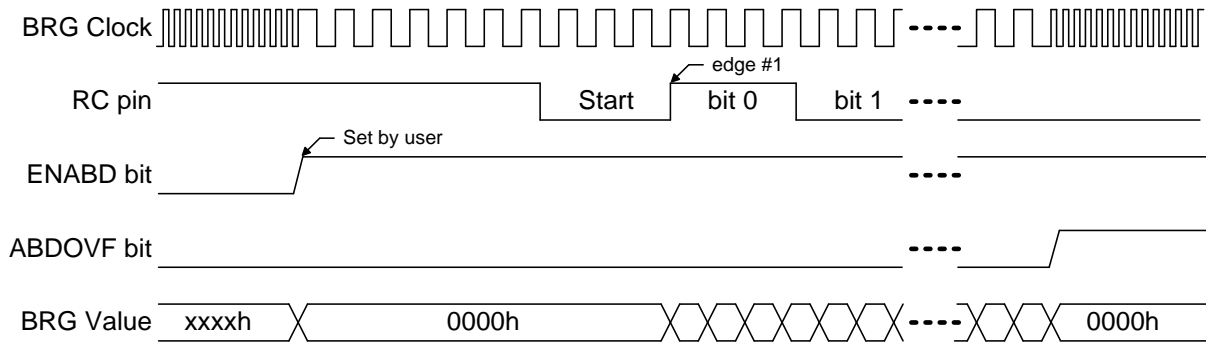 BRG Clock
edge #1
RC pin Start bit 0 bit 1
Set by user
ENABD bit
ABDOVF bit
BRG Value xxxxh 0000h 0000h